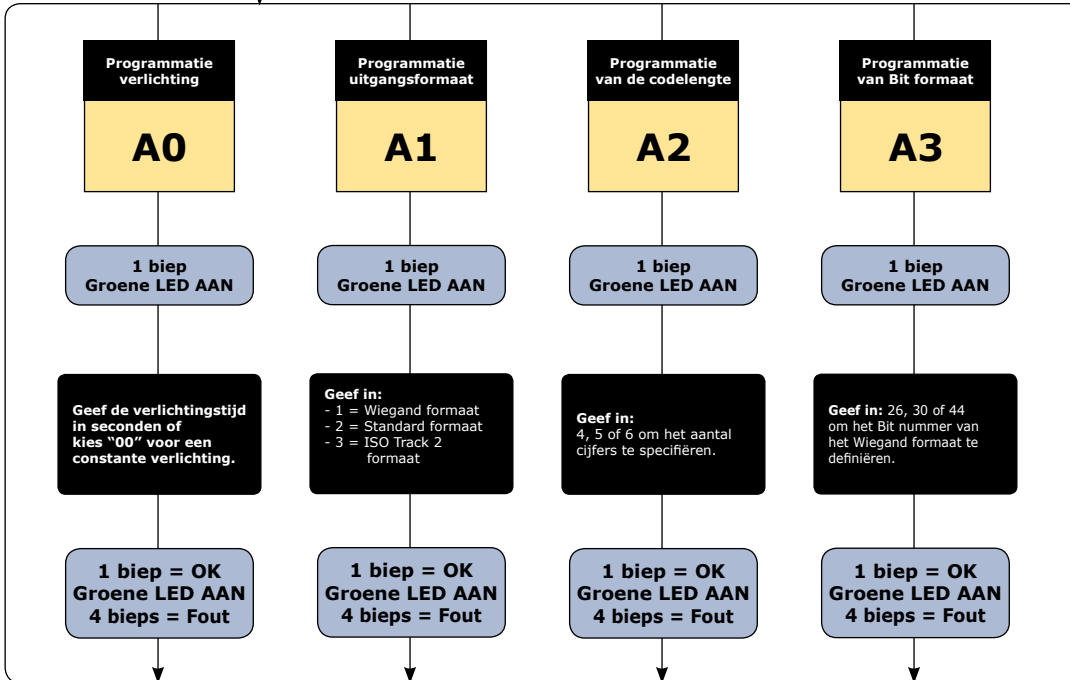 Programmatie
verlichting
A0
1 biep
Groene LED AAN
Geef de verlichtingstijd
in seconden of
kies “00” voor een
constante verlichting.
1 biep = OK
Groene LED AAN
4 bieps = Fout
Programmatie
uitgangsformaat
A1
1 biep
Groene LED AAN
Geef in:
- 1 = Wiegand formaat
- 2 = Standard formaat
- 3 = ISO Track 2
formaat
1 biep = OK
Groene LED AAN
4 bieps = Fout
Programmatie
van de codelengte
A2
1 biep
Groene LED AAN
Geef in:
4, 5 of 6 om het aantal
cijfers te specifiëren.
1 biep = OK
Groene LED AAN
4 bieps = Fout
Programmatie
van Bit formaat
A3
1 biep
Groene LED AAN
Geef in: 26, 30 of 44
om het Bit nummer van
het Wiegand formaat te
definiëren.
1 biep = OK
Groene LED AAN
4 bieps = Fout